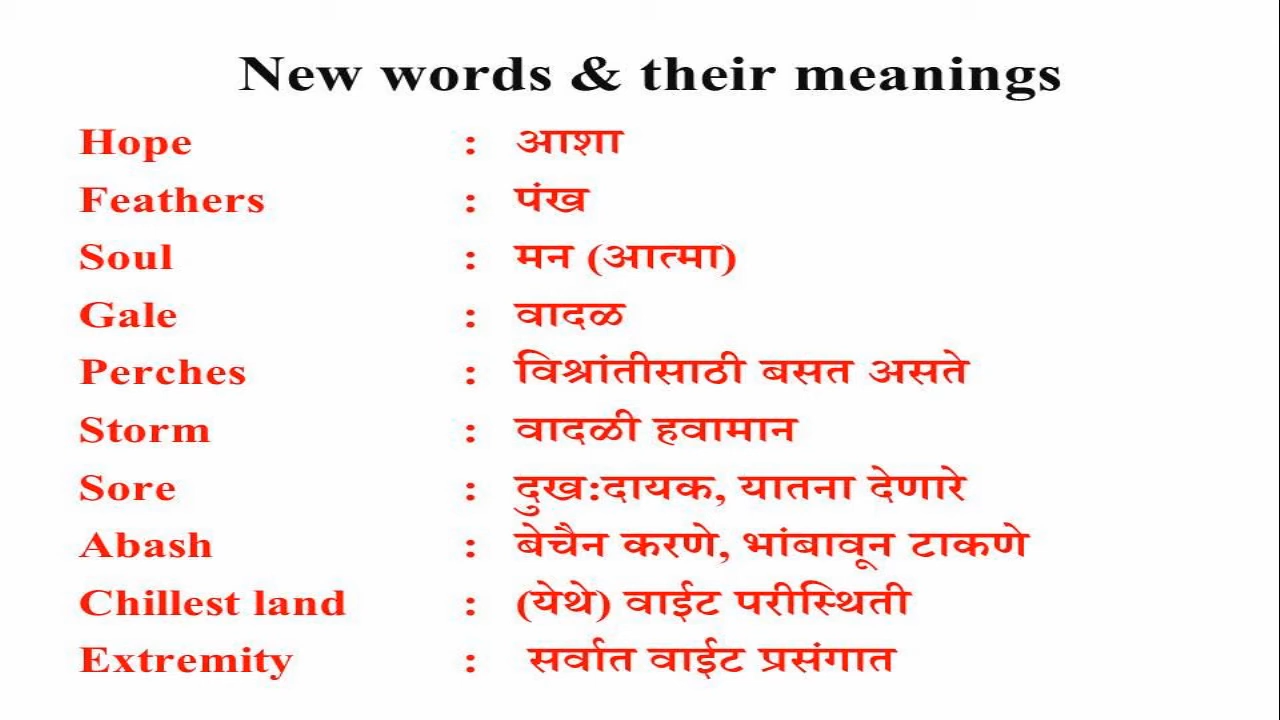 New words & their meanings
Hope : आशा
Feathers : पंख
Soul : मन (आत्मा)
Gale : वादळ
Perches : विश्रांतीसाठी बसत असते
Storm : वादळी हवामान
Sore : दुख:दायक, यातना देणारे
Abash : बेचैन करणे, भांबावून टाकणे
Chillest land : (येथे) वाईट परीस्थिती
Extremity : सर्वात वाईट प्रसंगात